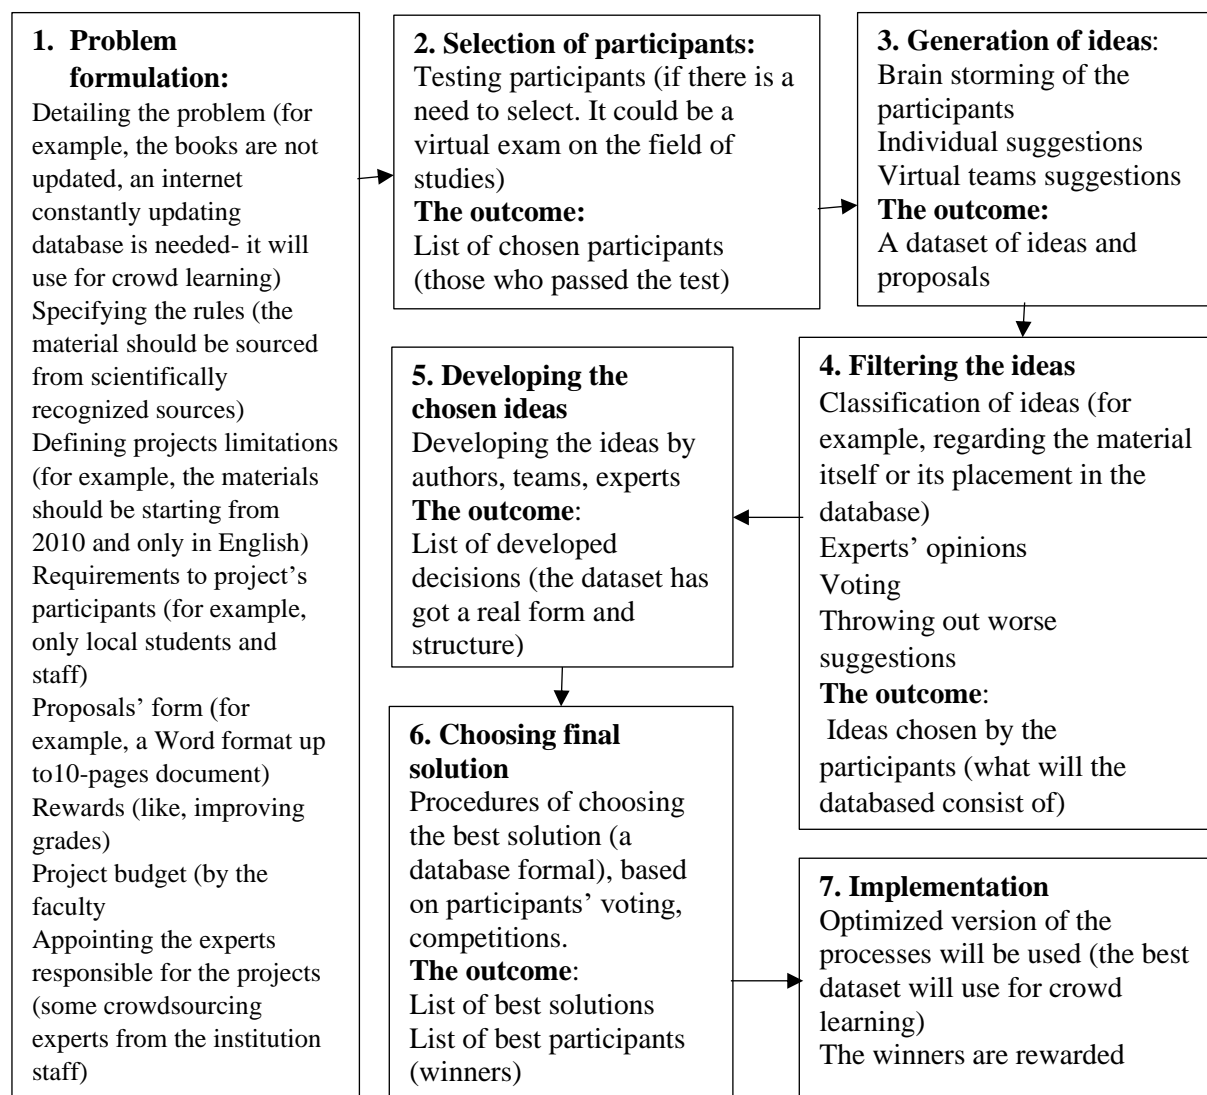 1. Problem
formulation:
Detailing the problem (for
example, the books are not
updated, an internet
constantly updating
database is needed- it will
use for crowd learning)
Specifying the rules (the
material should be sourced
from scientifically
recognized sources)
Defining projects limitations
(for example, the materials
should be starting from
2010 and only in English)
Requirements to project’s
participants (for example,
only local students and
staff)
Proposals’ form (for
example, a Word format up
to10-pages document)
Rewards (like, improving
grades)
Project budget (by the
faculty
Appointing the experts
responsible for the projects
(some crowdsourcing
experts from the institution
staff)
2. Selection of participants:
Testing participants (if there is a
need to select. It could be a
virtual exam on the field of
studies)
The outcome:
List of chosen participants
(those who passed the test)
3. Generation of ideas:
Brain storming of the
participants
Individual suggestions
Virtual teams suggestions
The outcome:
A dataset of ideas and
proposals
4. Filtering the ideas
Classification of ideas (for
example, regarding the material
itself or its placement in the
database)
Experts’ opinions
Voting
Throwing out worse
suggestions
The outcome:
Ideas chosen by the
participants (what will the
databased consist of)
5. Developing the
chosen ideas
Developing the ideas by
authors, teams, experts
The outcome:
List of developed
decisions (the dataset has
got a real form and
structure)
6. Choosing final
solution
Procedures of choosing
the best solution (a
database formal), based
on participants’ voting,
competitions.
The outcome:
List of best solutions
List of best participants
(winners)
7. Implementation
Optimized version of the
processes will be used (the best
dataset will use for crowd
learning)
The winners are rewarded